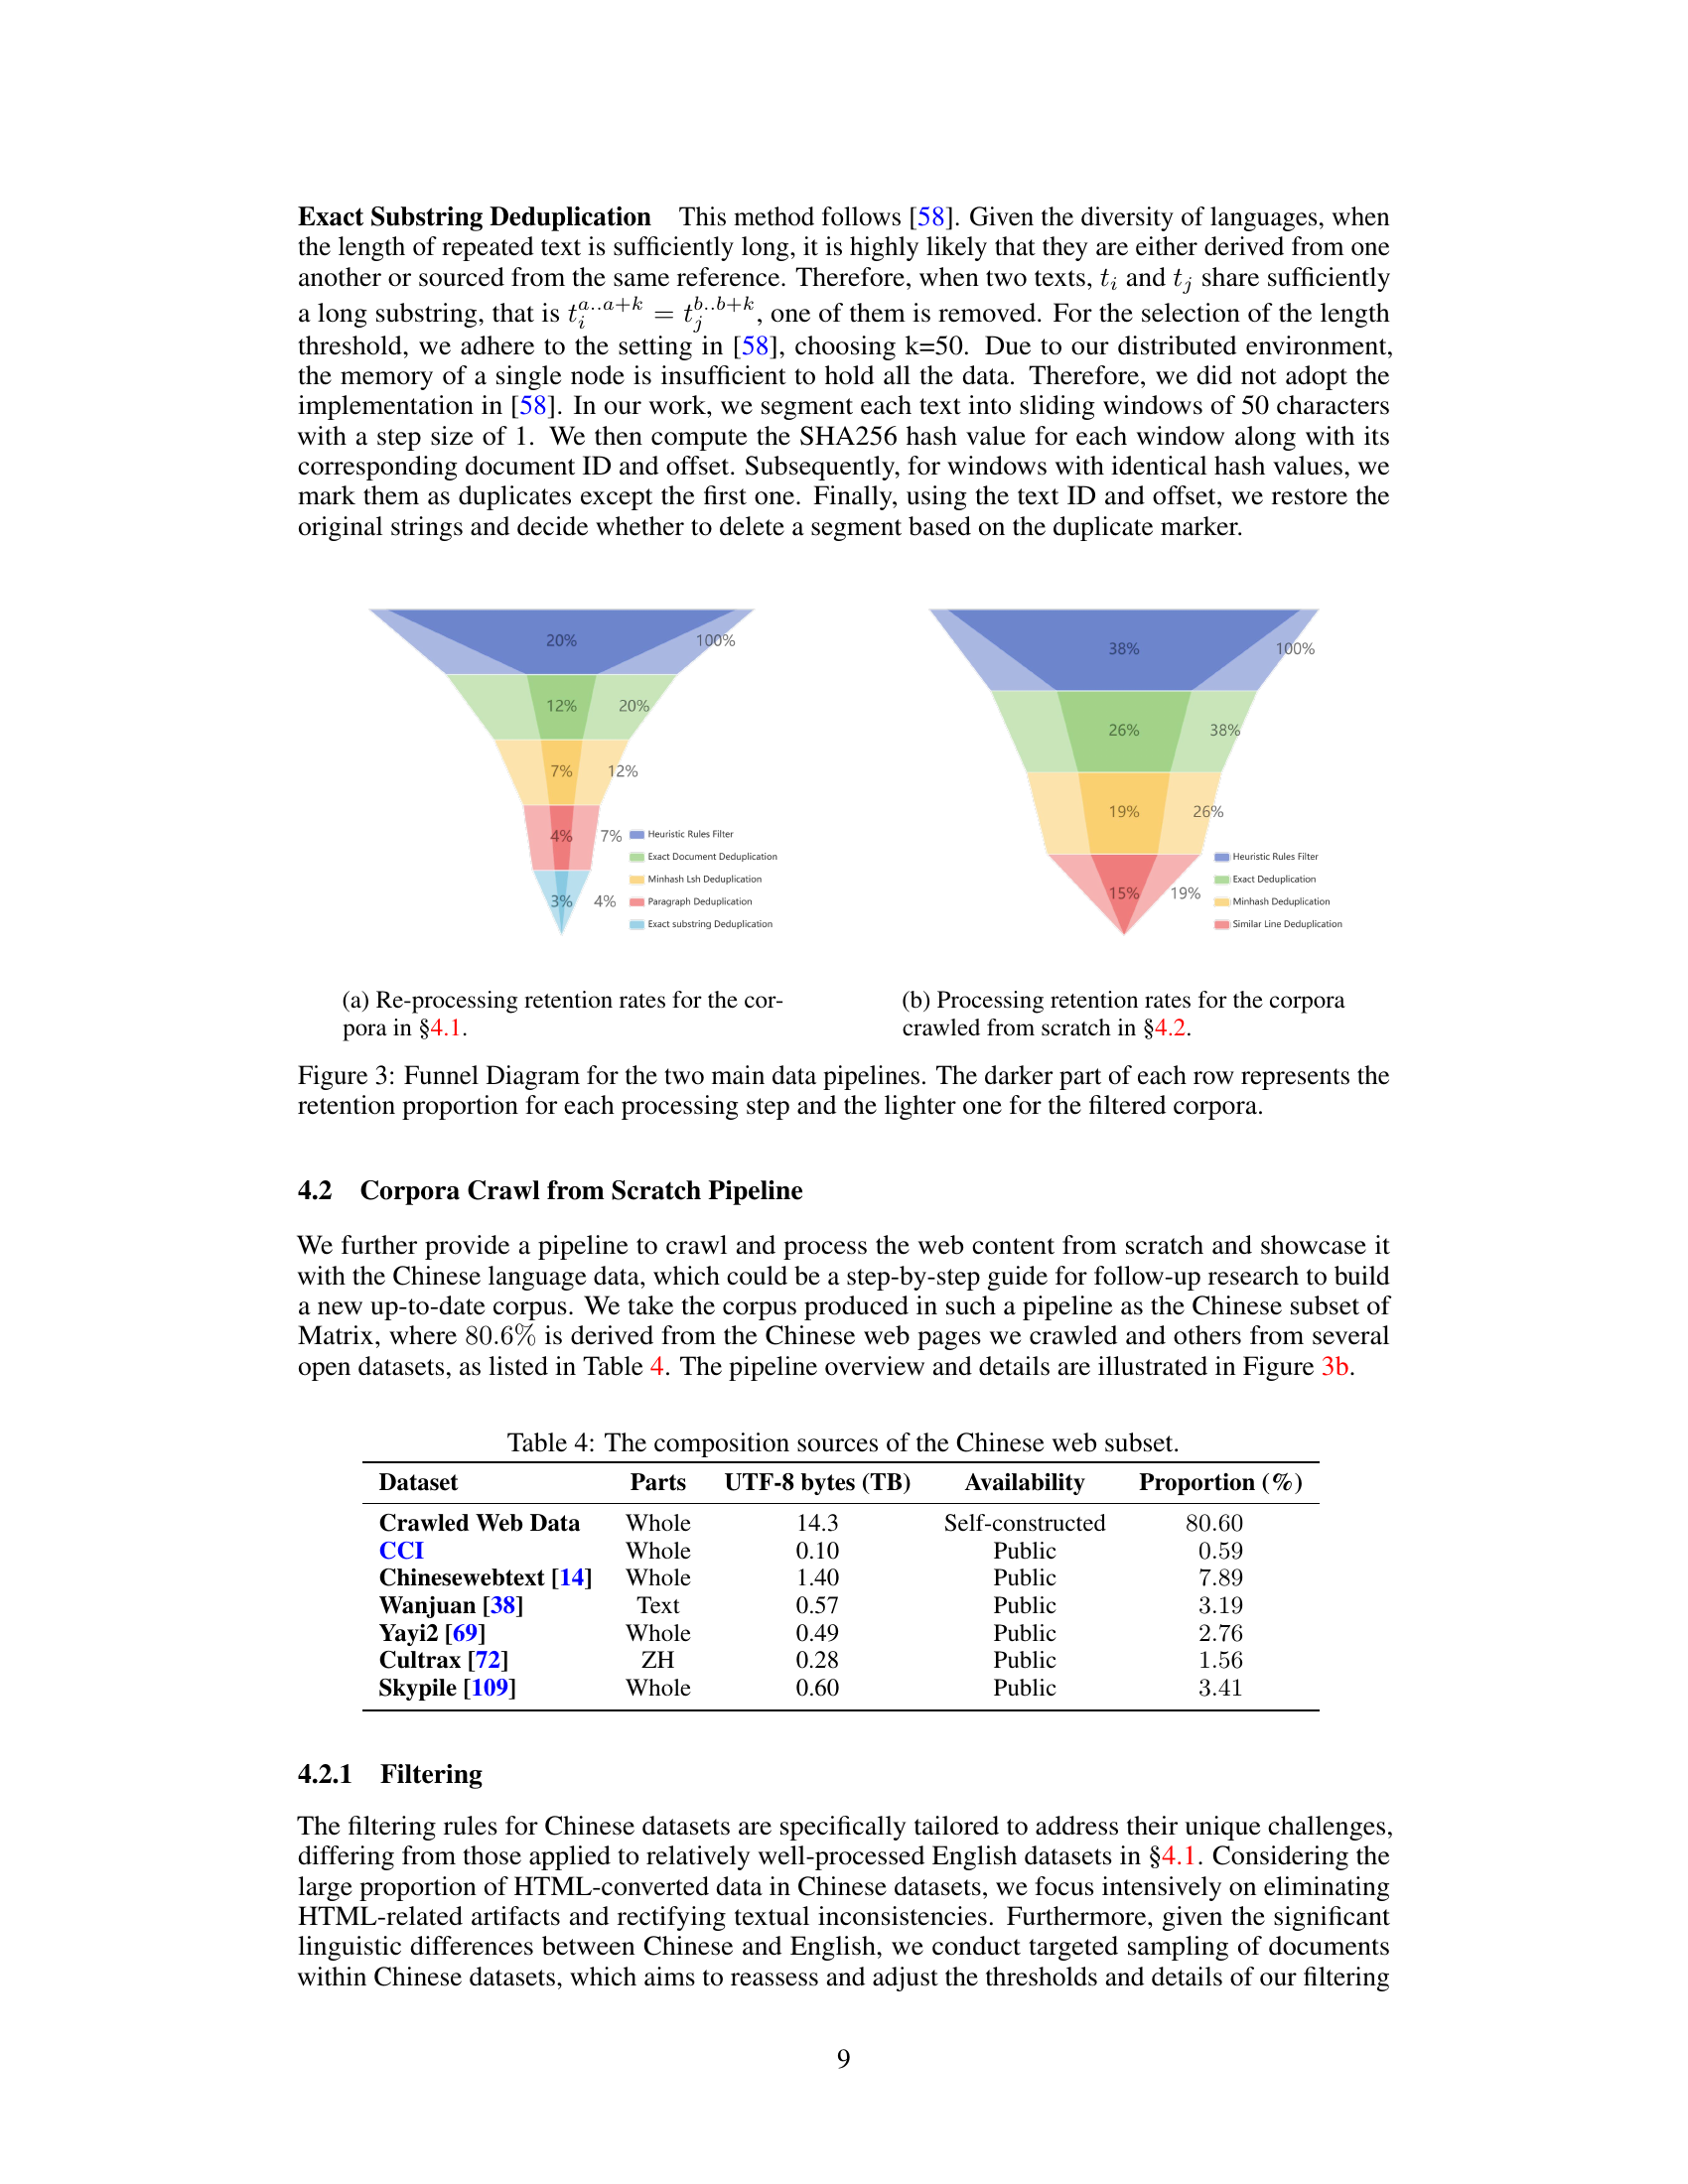 Exact Substring Deduplication This method follows [58]. Given the diversity of languages, when
the length of repeated text is sufficiently long, it is highly likely that they are either derived from one
another or sourced from the same reference. Therefore, when two texts, t_i and t_j share sufficiently
a long substring, that is t_i^{a..a+k} = t_j^{b..b+k}, one of them is removed. For the selection of the length
threshold, we adhere to the setting in [58], choosing k=50. Due to our distributed environment,
the memory of a single node is insufficient to hold all the data. Therefore, we did not adopt the
implementation in [58]. In our work, we segment each text into sliding windows of 50 characters
with a step size of 1. We then compute the SHA256 hash value for each window along with its
corresponding document ID and offset. Subsequently, for windows with identical hash values, we
mark them as duplicates except the first one. Finally, using the text ID and offset, we restore the
original strings and decide whether to delete a segment based on the duplicate marker.
20% 100%
12% 20%
7% 12%
4% 7%
3% 4%
Heuristic Rules Filter
Exact Document Deduplication
Minhash Lsh Deduplication
Paragraph Deduplication
Exact substring Deduplication
(a) Re-processing retention rates for the cor-
pora in §4.1.
38% 100%
26% 38%
19% 26%
15% 19%
Heuristic Rules Filter
Exact Deduplication
Minhash Deduplication
Similar Line Deduplication
(b) Processing retention rates for the corpora
crawled from scratch in §4.2.
Figure 3: Funnel Diagram for the two main data pipelines. The darker part of each row represents the
retention proportion for each processing step and the lighter one for the filtered corpora.
4.2 Corpora Crawl from Scratch Pipeline
We further provide a pipeline to crawl and process the web content from scratch and showcase it
with the Chinese language data, which could be a step-by-step guide for follow-up research to build
a new up-to-date corpus. We take the corpus produced in such a pipeline as the Chinese subset of
Matrix, where 80.6% is derived from the Chinese web pages we crawled and others from several
open datasets, as listed in Table 4. The pipeline overview and details are illustrated in Figure 3b.
Table 4: The composition sources of the Chinese web subset.
Dataset Parts UTF-8 bytes (TB) Availability Proportion (%)
Crawled Web Data Whole 14.3 Self-constructed 80.60
CCI Whole 0.10 Public 0.59
Chinesewebtext [14] Whole 1.40 Public 7.89
Wanjuan [38] Text 0.57 Public 3.19
Yayi2 [69] Whole 0.49 Public 2.76
Cultrax [72] ZH 0.28 Public 1.56
Skypile [109] Whole 0.60 Public 3.41
4.2.1 Filtering
The filtering rules for Chinese datasets are specifically tailored to address their unique challenges,
differing from those applied to relatively well-processed English datasets in §4.1. Considering the
large proportion of HTML-converted data in Chinese datasets, we focus intensively on eliminating
HTML-related artifacts and rectifying textual inconsistencies. Furthermore, given the significant
linguistic differences between Chinese and English, we conduct targeted sampling of documents
within Chinese datasets, which aims to reassess and adjust the thresholds and details of our filtering
9